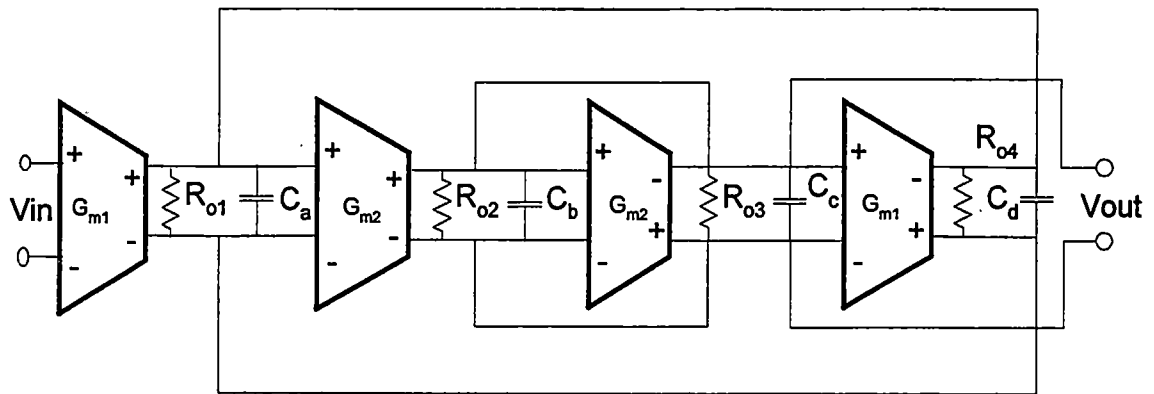 Vin
+
-
Gm1
+
-
Ro1
Ca
+
-
Gm2
+
-
Ro2
Cb
+
-
Gm2
-
+
Ro3
Cc
+
-
Gm1
-
+
Ro4
Cd
Vout